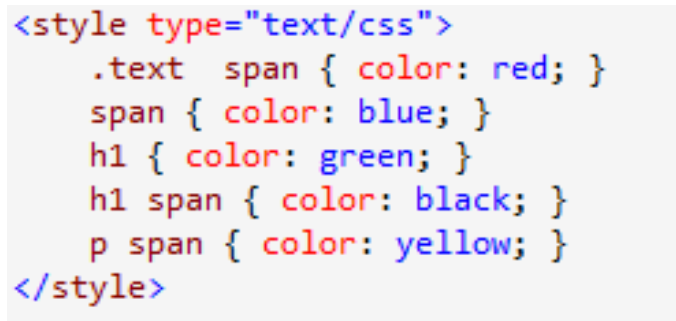 <style type="text/css">
    .text  span { color: red; }
    span { color: blue; }
    h1 { color: green; }
    h1 span { color: black; }
    p span { color: yellow; }
</style>